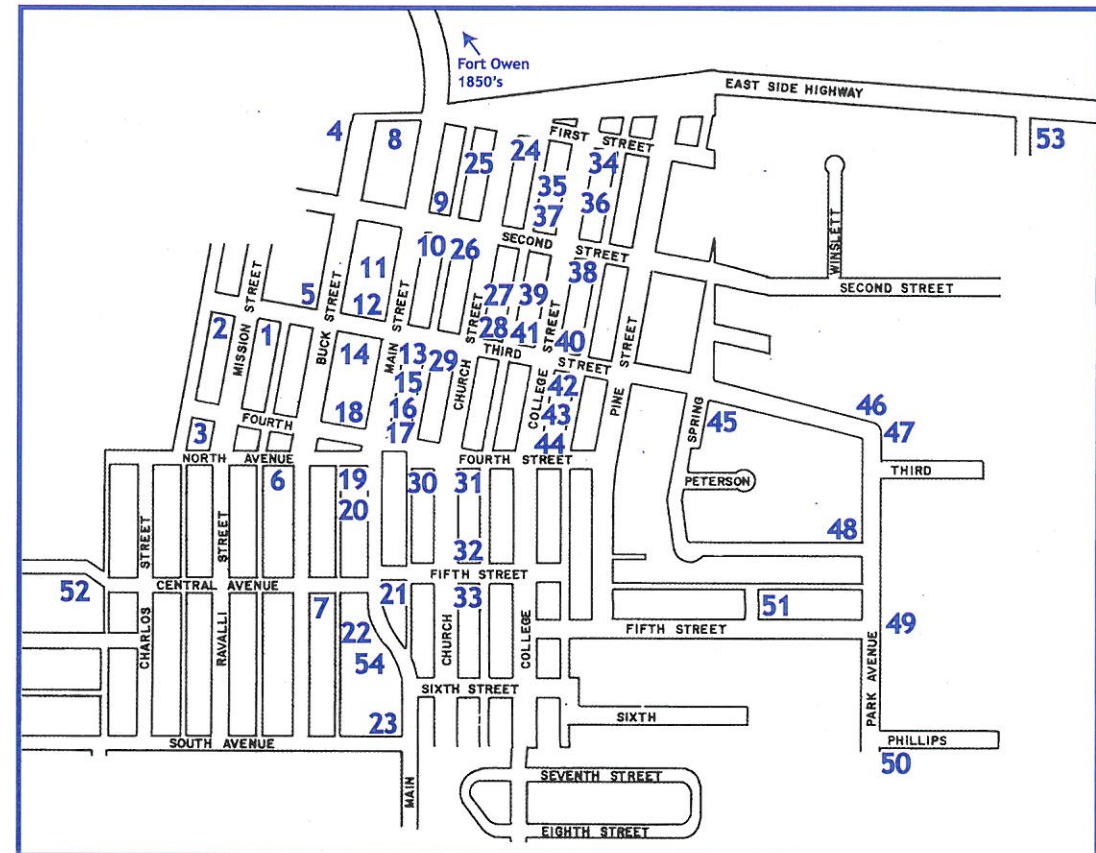 Fort Owen
1850's
EAST SIDE HIGHWAY
53
4
8
FIRST STREET
25
24
34
35
9
36
37
WINSLETT
10
26
SECOND STREET
38
11
SECOND STREET
5
12
27
39
MISSION STREET
BUCK STREET
MAIN STREET
CHURCH STREET
COLLEGE STREET
PINE STREET
2
1
28
41
40
14
13
29
THIRD STREET
15
42
46
18
16
43
SPRING
45
47
17
44
3
FOURTH
NORTH AVENUE
FOURTH STREET
THIRD
6
19
30
31
PETERSON
20
48
CHARLOS STREET
RAVALLI STREET
32
FIFTH STREET
52
CENTRAL AVENUE
21
33
7
51
22
CHURCH
COLLEGE
FIFTH STREET
49
54
PARK AVENUE
SIXTH STREET
23
SIXTH
SOUTH AVENUE
PHILLIPS
50
MAIN
SEVENTH STREET
EIGHTH STREET